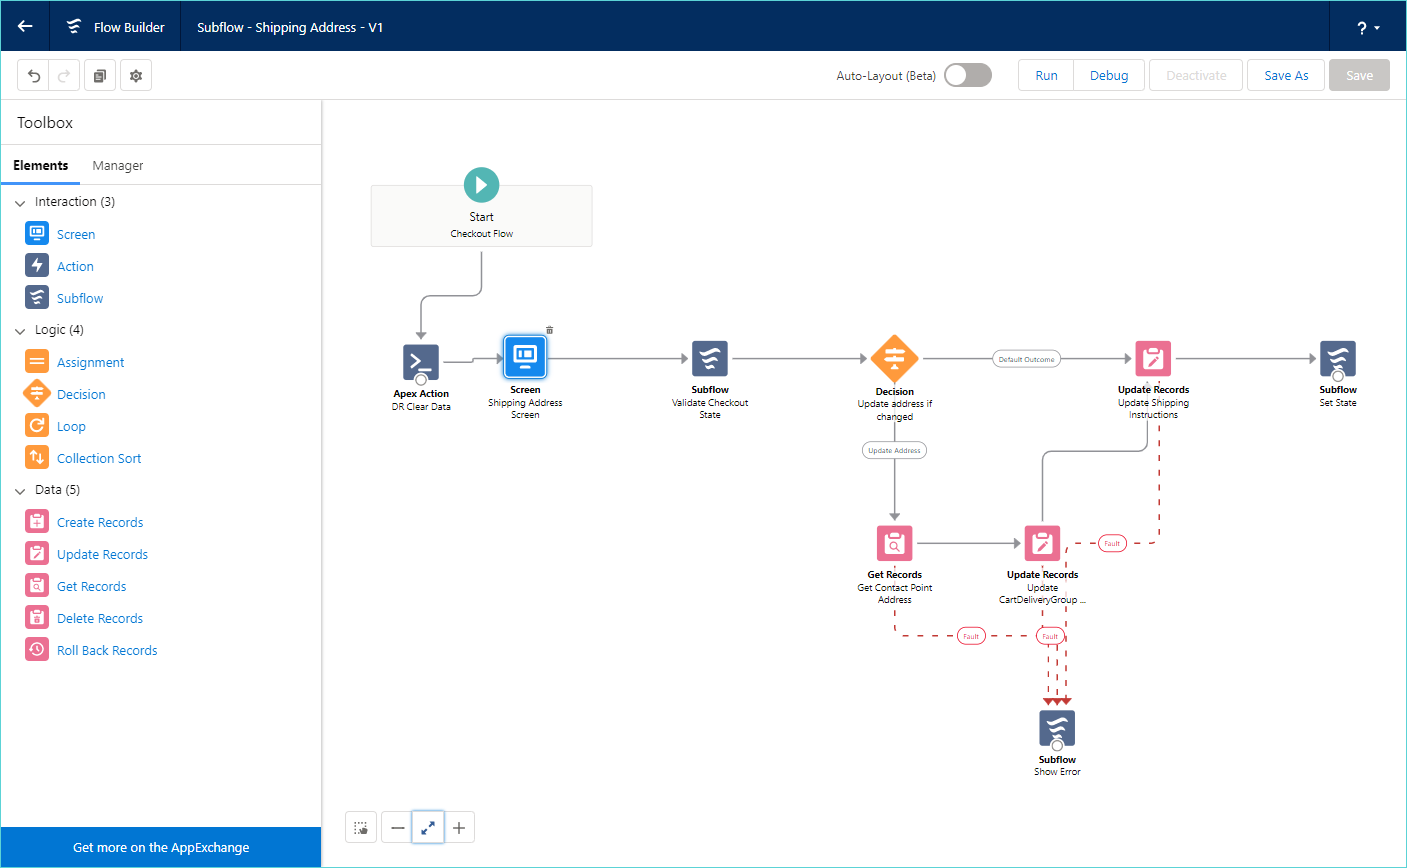 Flow Builder
Subflow - Shipping Address - V1
?
Auto-Layout (Beta)
Run
Debug
Deactivate
Save As
Save
Toolbox
Elements
Manager
Interaction (3)
Screen
Action
Subflow
Logic (4)
Assignment
Decision
Loop
Collection Sort
Data (5)
Create Records
Update Records
Get Records
Delete Records
Roll Back Records
Get more on the AppExchange
Start
Checkout Flow
Apex Action
DR Clear Data
Screen
Shipping Address
Screen
Subflow
Validate Checkout
State
Decision
Update address if
changed
Default Outcome
Update Records
Update Shipping
Instructions
Subflow
Set State
Update Address
Get Records
Get Contact Point
Address
Update Records
Update
CartDeliveryGroup ...
Fault
Fault
Fault
Subflow
Show Error